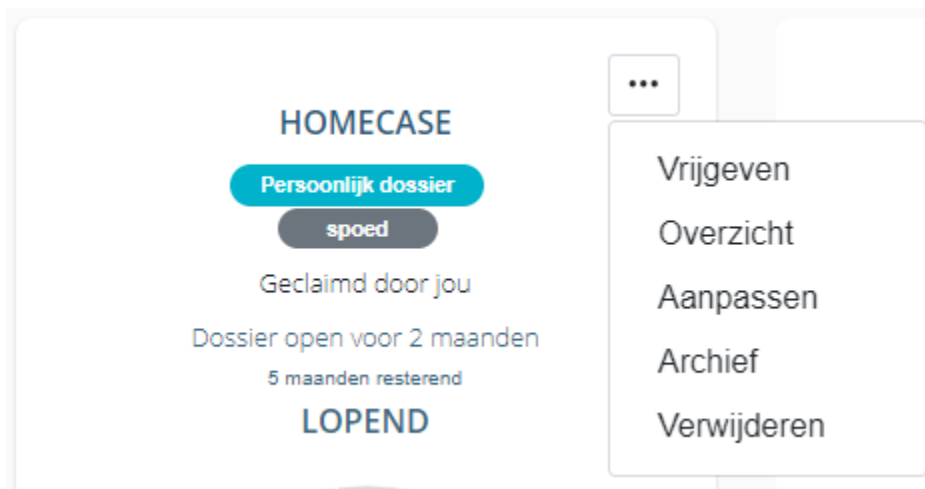 HOMECASE
Persoonlijk dossier
spoed
Geclaimd door jou
Dossier open voor 2 maanden
5 maanden resterend
LOPEND
Vrijgeven
Overzicht
Aanpassen
Archief
Verwijderen